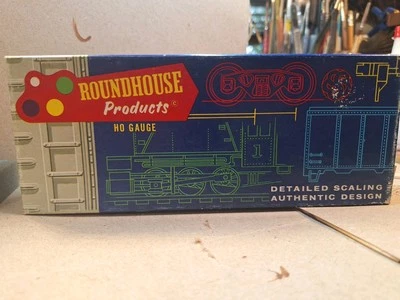 ROUNDHOUSE
Products
HO GAUGE
1
DETAILED SCALING
AUTHENTIC DESIGN